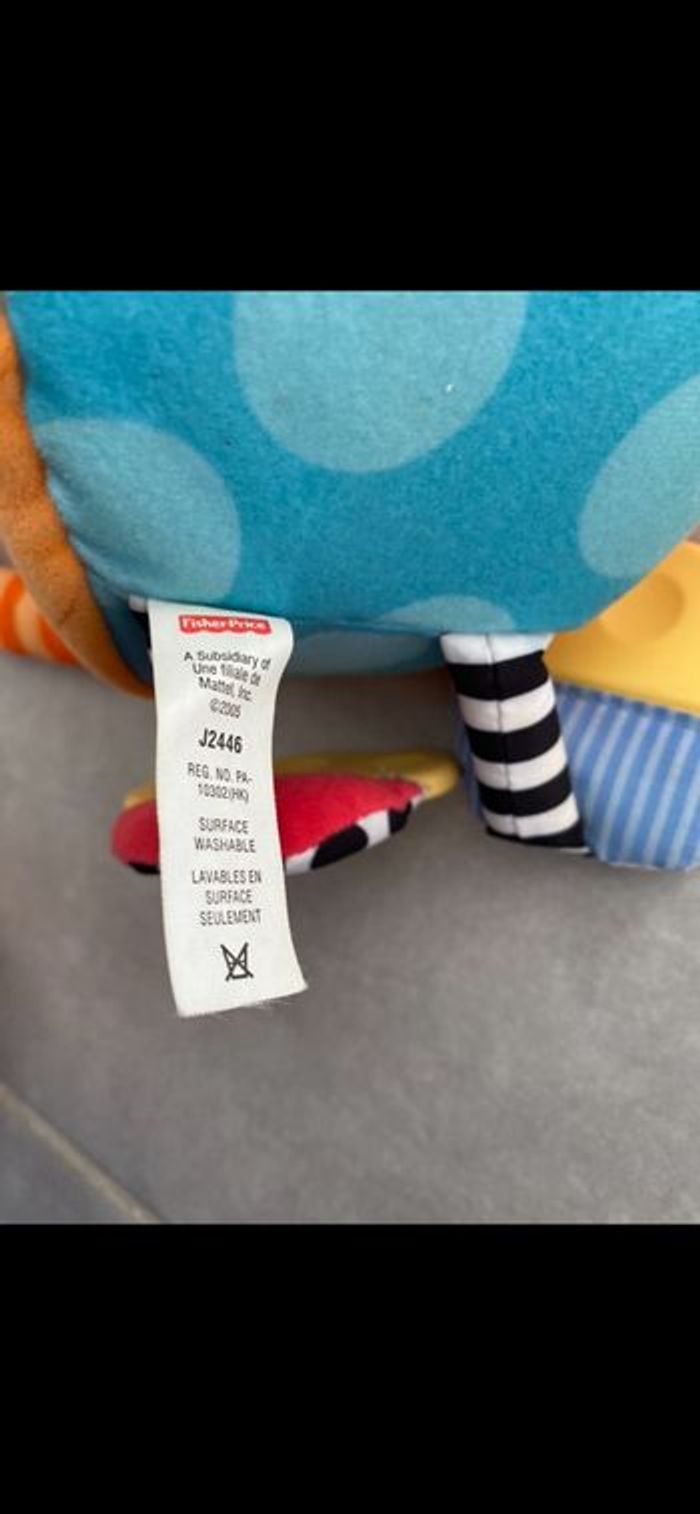 Fisher-Price
A Subsidiary of
Une filiale de
Mattel, Inc.
©2005
J2446
REG. NO. PA-
10302(HK)
SURFACE
WASHABLE
LAVABLES EN
SURFACE
SEULEMENT